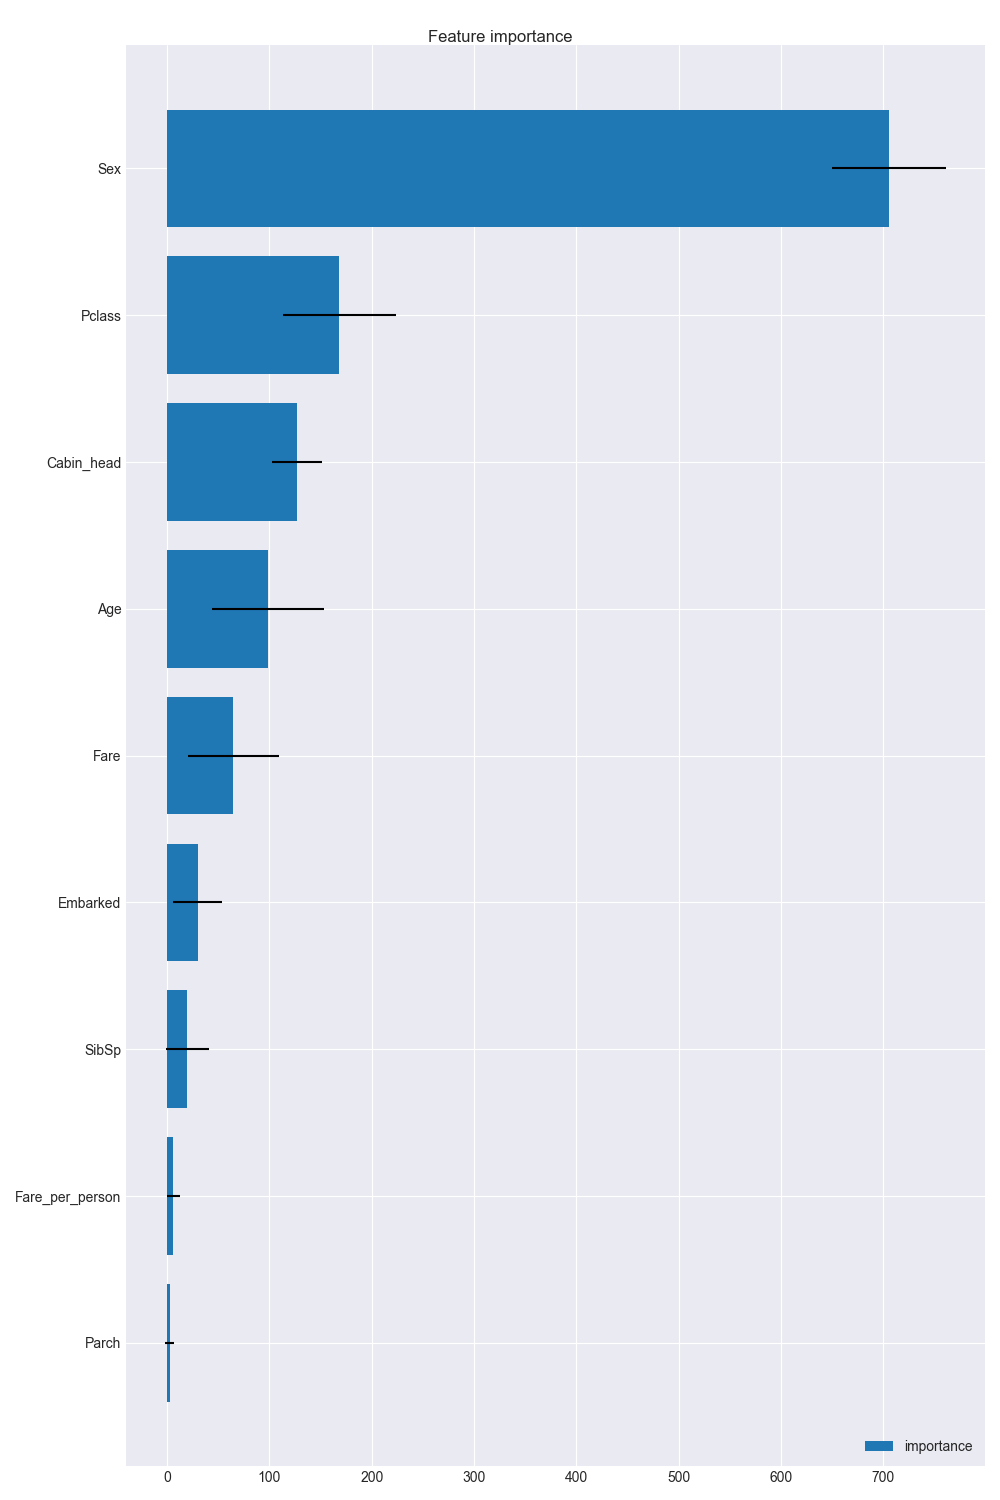 Feature importance
Sex
Pclass
Cabin_head
Age
Fare
Embarked
SibSp
Fare_per_person
Parch
importance
0 100 200 300 400 500 600 700